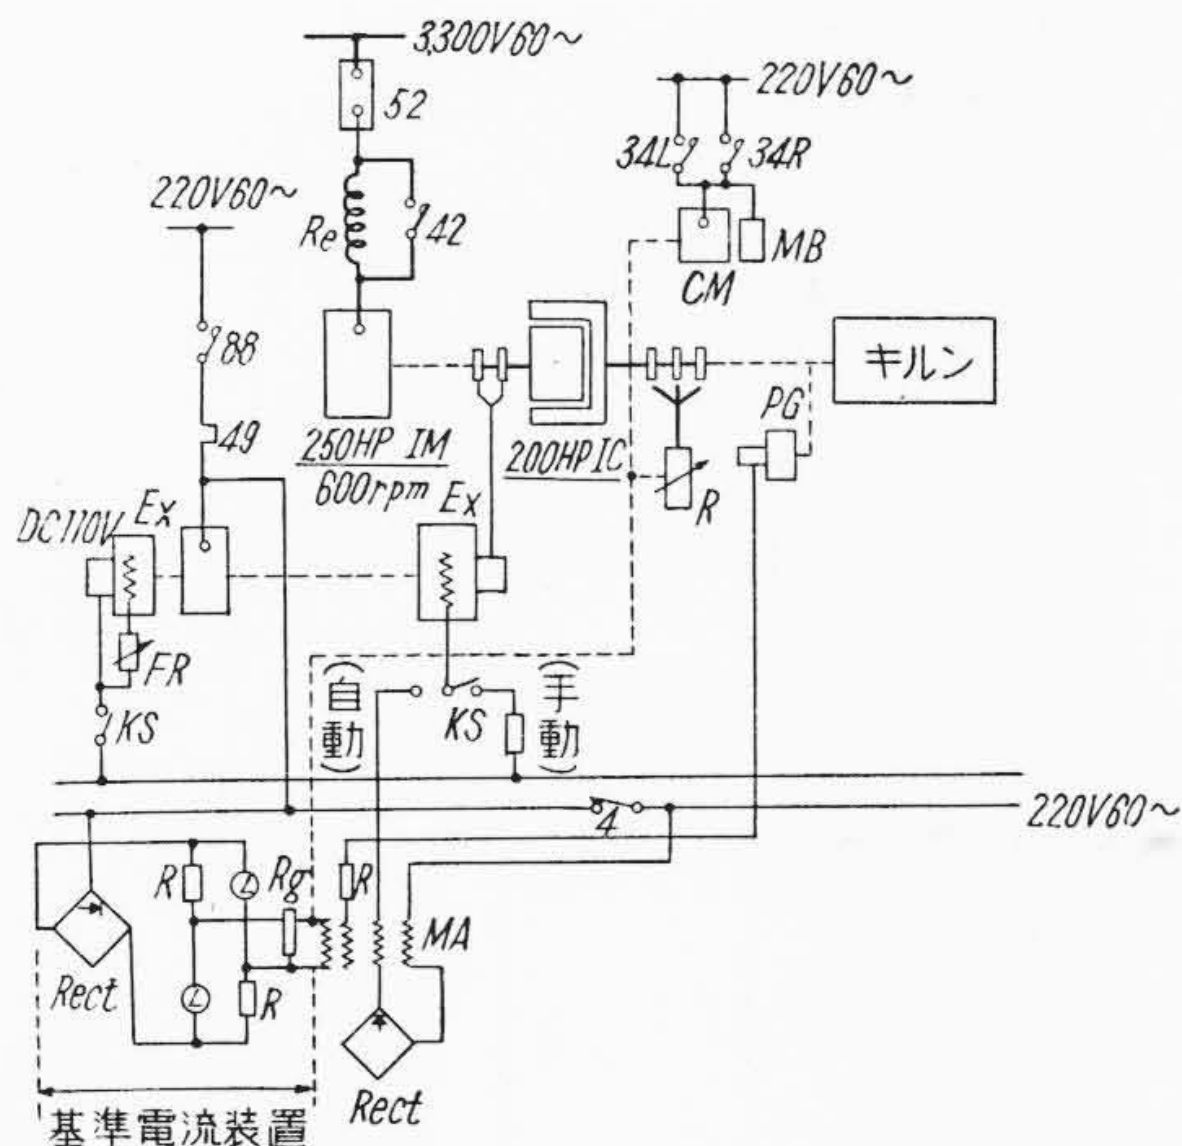 3,300V60~
52
220V60~
34L
34R
220V60~
Re
42
MB
CM
88
キルン
PG
49
250HP IM
600rpm
200HP IC
R
DC110V
Ex
Ex
FR
(自動)
(手動)
KS
KS
4
220V60~
R
L
Rg
R
MA
Rect
L
R
Rect
基準電流装置